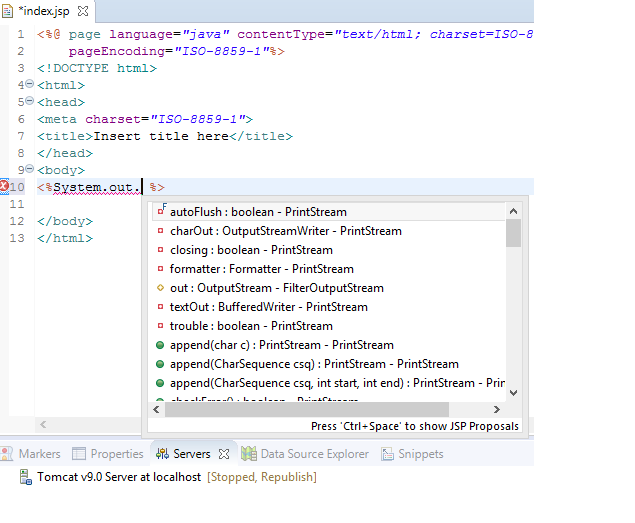 *index.jsp
1 <%@ page language="java" contentType="text/html; charset=ISO-8
2 pageEncoding="ISO-8859-1"%>
3 <!DOCTYPE html>
4 <html>
5 <head>
6 <meta charset="ISO-8859-1">
7 <title>Insert title here</title>
8 </head>
9 <body>
10 <%System.out. %>
11
12 </body>
13 </html>
autoFlush : boolean - PrintStream
charOut : OutputStreamWriter - PrintStream
closing : boolean - PrintStream
formatter : Formatter - PrintStream
out : OutputStream - FilterOutputStream
textOut : BufferedWriter - PrintStream
trouble : boolean - PrintStream
append(char c) : PrintStream - PrintStream
append(CharSequence csq) : PrintStream - PrintStream
append(CharSequence csq, int start, int end) : PrintStream - Prin
checkError() : boolean - PrintStream
Press 'Ctrl+Space' to show JSP Proposals
Markers Properties Servers Data Source Explorer Snippets
Tomcat v9.0 Server at localhost [Stopped, Republish]